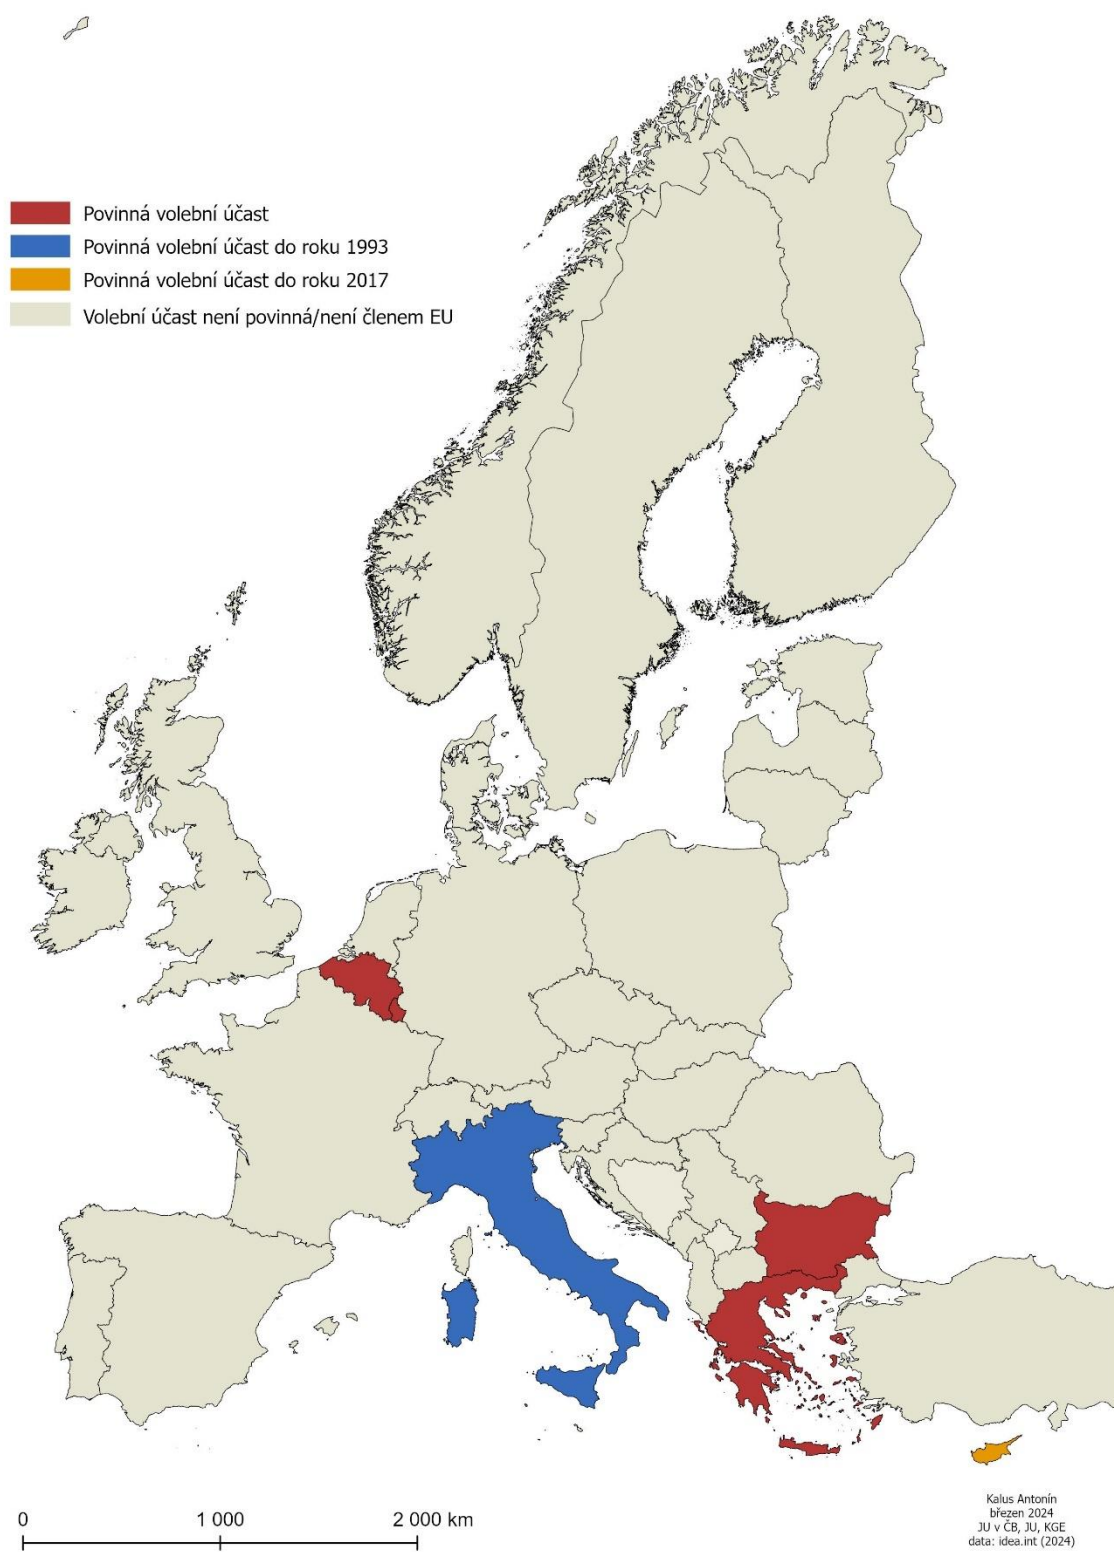 Povinná volební účast
Povinná volební účast do roku 1993
Povinná volební účast do roku 2017
Volební účast není povinná/není členem EU
0 1 000 2 000 km
Kalus Antonín
březen 2024
JU v ČB, JU, KGE
data: idea.int (2024)